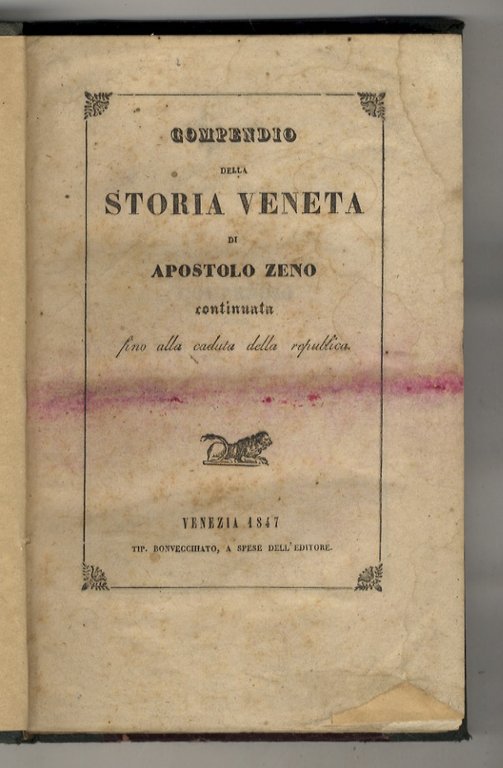 COMPENDIO
DELLA
STORIA VENETA
DI
APOSTOLO ZENO
continuata
fino alla caduta della republica.
VENEZIA 1847
TIP. BONVECCHIATO, A SPESE DELL'EDITORE.